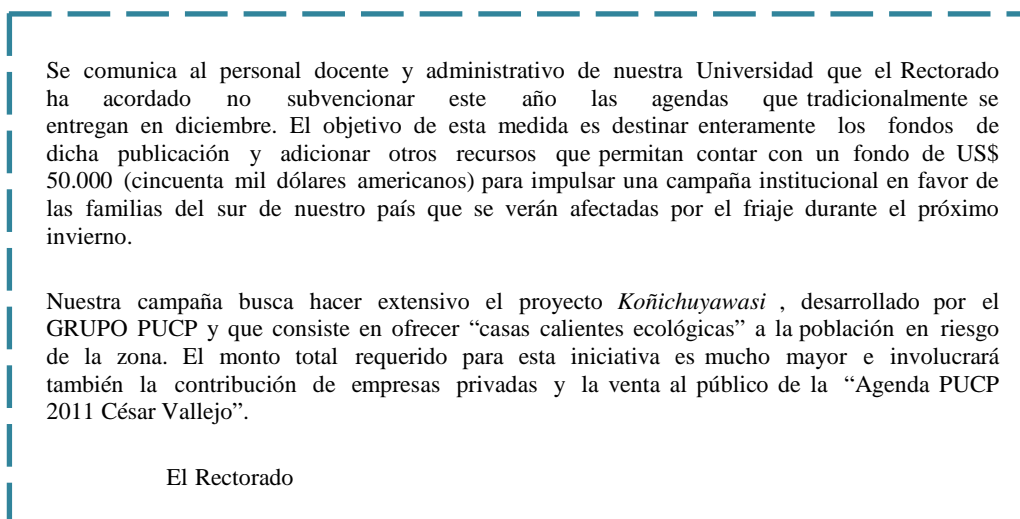 Se comunica al personal docente y administrativo de nuestra Universidad que el Rectorado
ha acordado no subvencionar este año las agendas que tradicionalmente se
entregan en diciembre. El objetivo de esta medida es destinar enteramente los fondos de
dicha publicación y adicionar otros recursos que permitan contar con un fondo de US$
50.000 (cincuenta mil dólares americanos) para impulsar una campaña institucional en favor de
las familias del sur de nuestro país que se verán afectadas por el friaje durante el próximo
invierno.
Nuestra campaña busca hacer extensivo el proyecto Koñichuyawasi , desarrollado por el
GRUPO PUCP y que consiste en ofrecer “casas calientes ecológicas” a la población en riesgo
de la zona. El monto total requerido para esta iniciativa es mucho mayor e involucrará
también la contribución de empresas privadas y la venta al público de la “Agenda PUCP
2011 César Vallejo”.
El Rectorado